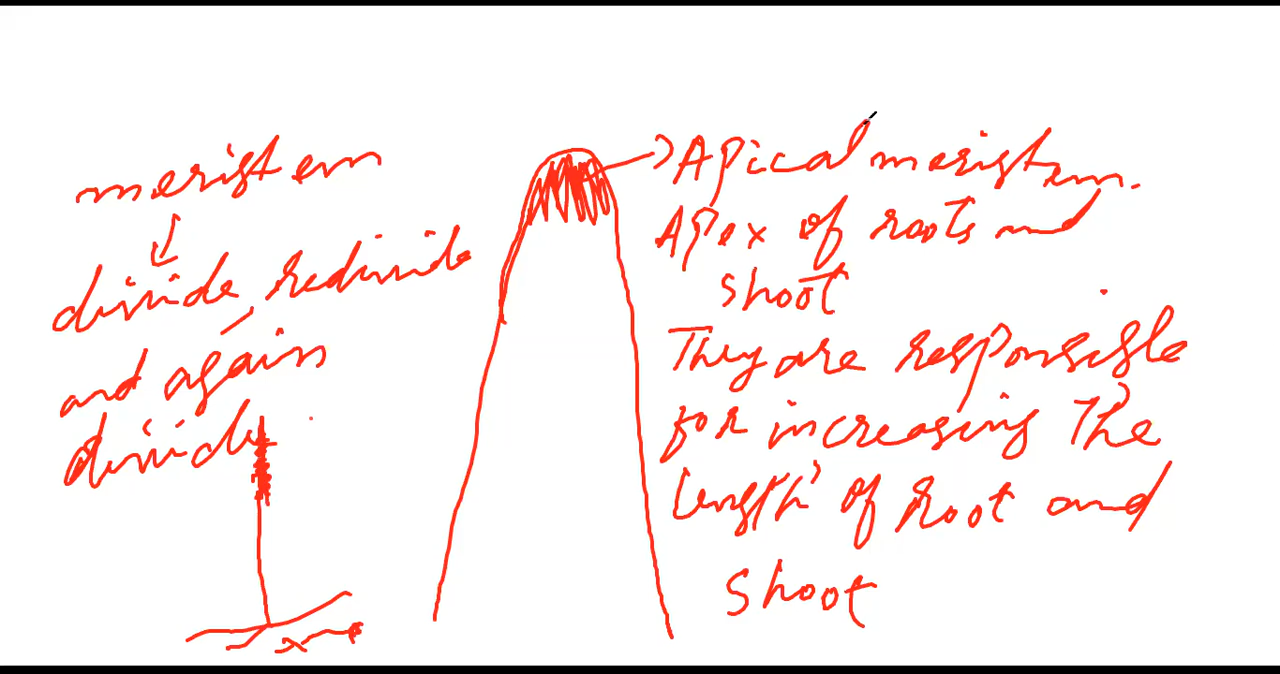 meristem
divide, redivide
and again
divide
Apical meristem.
Apex of roots and
shoot
They are responsible
for increasing the
length of root and
shoot